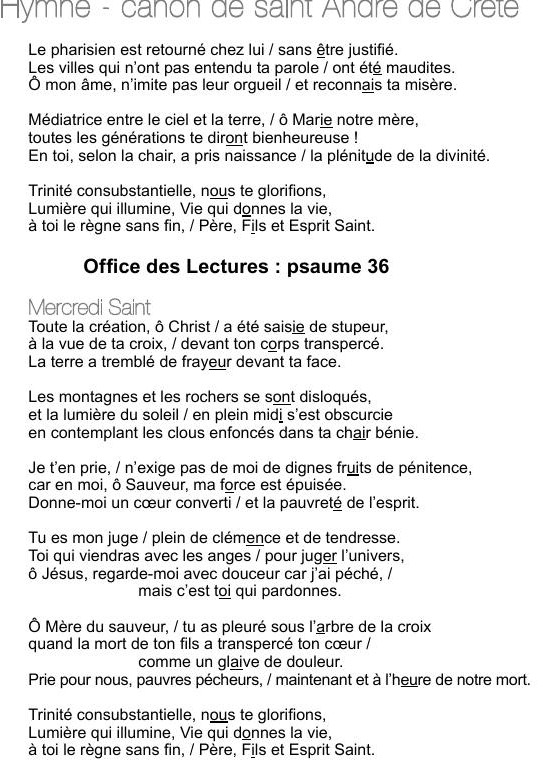 Hymne - canon de saint André de Crète
Le pharisien est retourné chez lui / sans être justifié.
Les villes qui n’ont pas entendu ta parole / ont été maudites.
Ô mon âme, n’imite pas leur orgueil / et reconnais ta misère.
Médiatrice entre le ciel et la terre, / ô Marie notre mère,
toutes les générations te diront bienheureuse !
En toi, selon la chair, a pris naissance / la plénitude de la divinité.
Trinité consubstantielle, nous te glorifions,
Lumière qui illumine, Vie qui donnes la vie,
à toi le règne sans fin, / Père, Fils et Esprit Saint.
Office des Lectures : psaume 36
Mercredi Saint
Toute la création, ô Christ / a été saisie de stupeur,
à la vue de ta croix, / devant ton corps transpercé.
La terre a tremblé de frayeur devant ta face.
Les montagnes et les rochers se sont disloqués,
et la lumière du soleil / en plein midi s’est obscurcie
en contemplant les clous enfoncés dans ta chair bénie.
Je t’en prie, / n’exige pas de moi de dignes fruits de pénitence,
car en moi, ô Sauveur, ma force est épuisée.
Donne-moi un cœur converti / et la pauvreté de l’esprit.
Tu es mon juge / plein de clémence et de tendresse.
Toi qui viendras avec les anges / pour juger l’univers,
ô Jésus, regarde-moi avec douceur car j’ai péché, /
mais c’est toi qui pardonnes.
Ô Mère du sauveur, / tu as pleuré sous l’arbre de la croix
quand la mort de ton fils a transpercé ton cœur /
comme un glaive de douleur.
Prie pour nous, pauvres pécheurs, / maintenant et à l’heure de notre mort.
Trinité consubstantielle, nous te glorifions,
Lumière qui illumine, Vie qui donnes la vie,
à toi le règne sans fin, / Père, Fils et Esprit Saint.